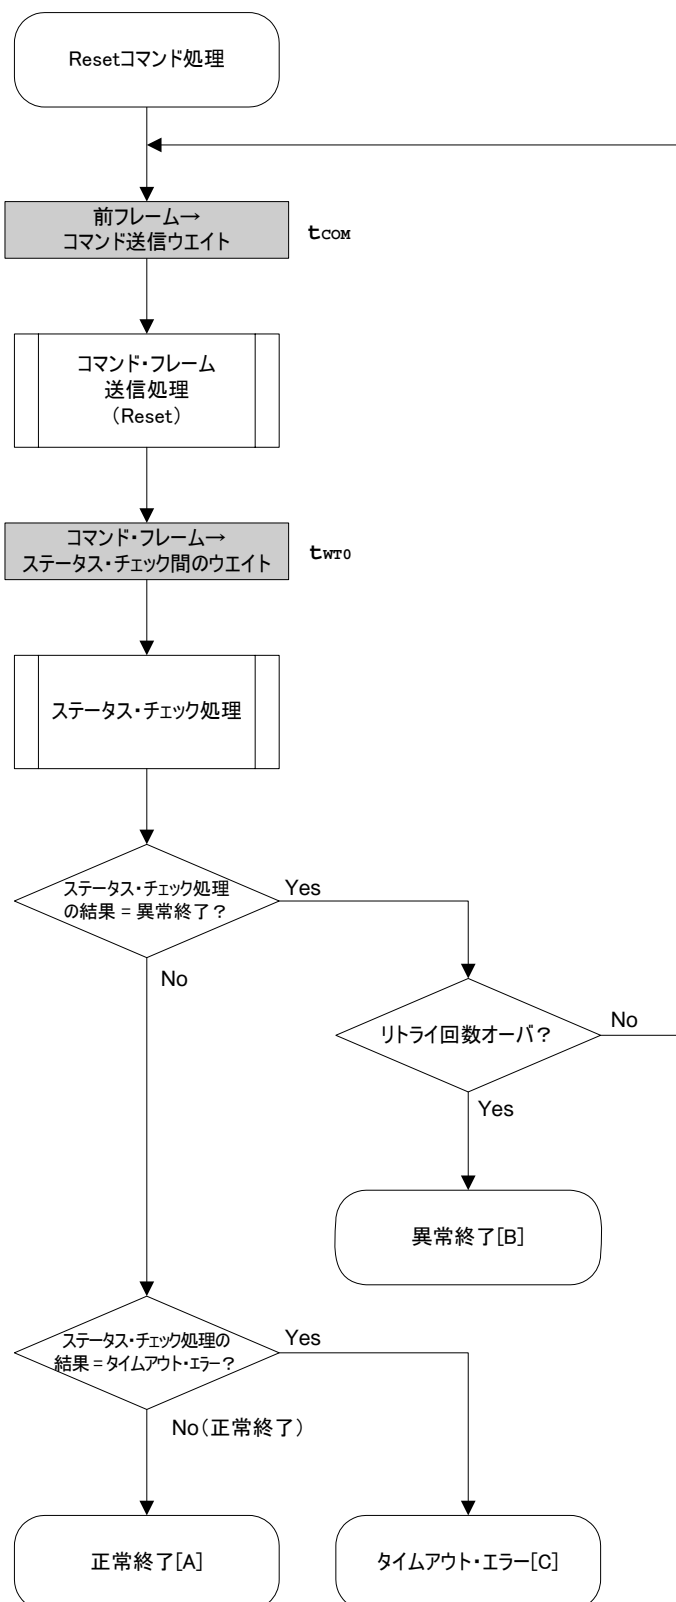 Resetコマンド処理
前フレーム→
コマンド送信ウエイト
tCOM
コマンド・フレーム
送信処理
（Reset）
コマンド・フレーム→
ステータス・チェック間のウエイト
tWT0
ステータス・チェック処理
ステータス・チェック処理
の結果 = 異常終了？
Yes
No
リトライ回数オーバ？
No
Yes
異常終了[B]
ステータス・チェック処理の
結果 = タイムアウト・エラー？
Yes
No（正常終了）
正常終了[A]
タイムアウト・エラー[C]